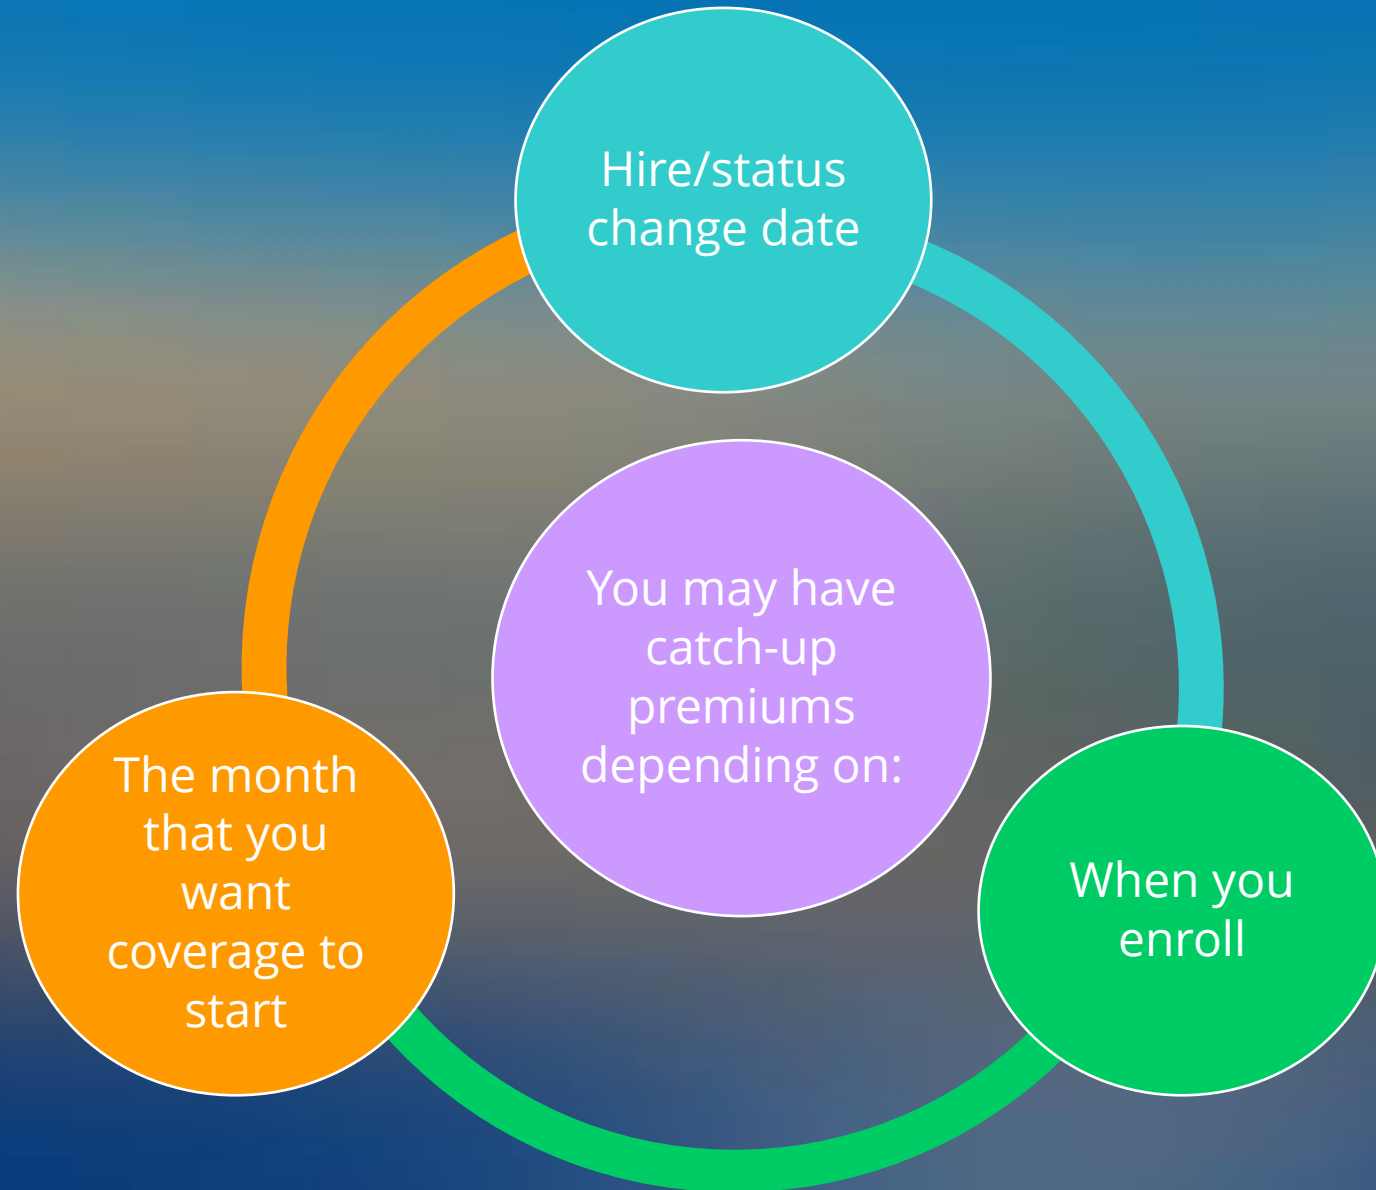 Hire/status
change date
You may have
catch-up
premiums
depending on:
The month
that you
want
coverage to
start
When you
enroll